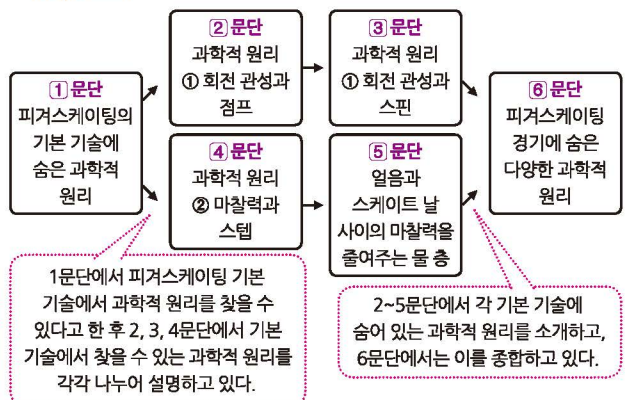 1 문단
피겨스케이팅의
기본 기술에
숨은 과학적
원리
2 문단
과학적 원리
① 회전 관성과
점프
3 문단
과학적 원리
① 회전 관성과
스핀
4 문단
과학적 원리
② 마찰력과
스텝
5 문단
얼음과
스케이트 날
사이의 마찰력을
줄여주는 물 층
6 문단
피겨스케이팅
경기에 숨은
다양한 과학적
원리
1문단에서 피겨스케이팅 기본
기술에서 과학적 원리를 찾을 수
있다고 한 후 2, 3, 4문단에서 기본
기술에서 찾을 수 있는 과학적 원리를
각각 나누어 설명하고 있다.
2~5문단에서 각 기본 기술에
숨어 있는 과학적 원리를 소개하고,
6문단에서는 이를 종합하고 있다.